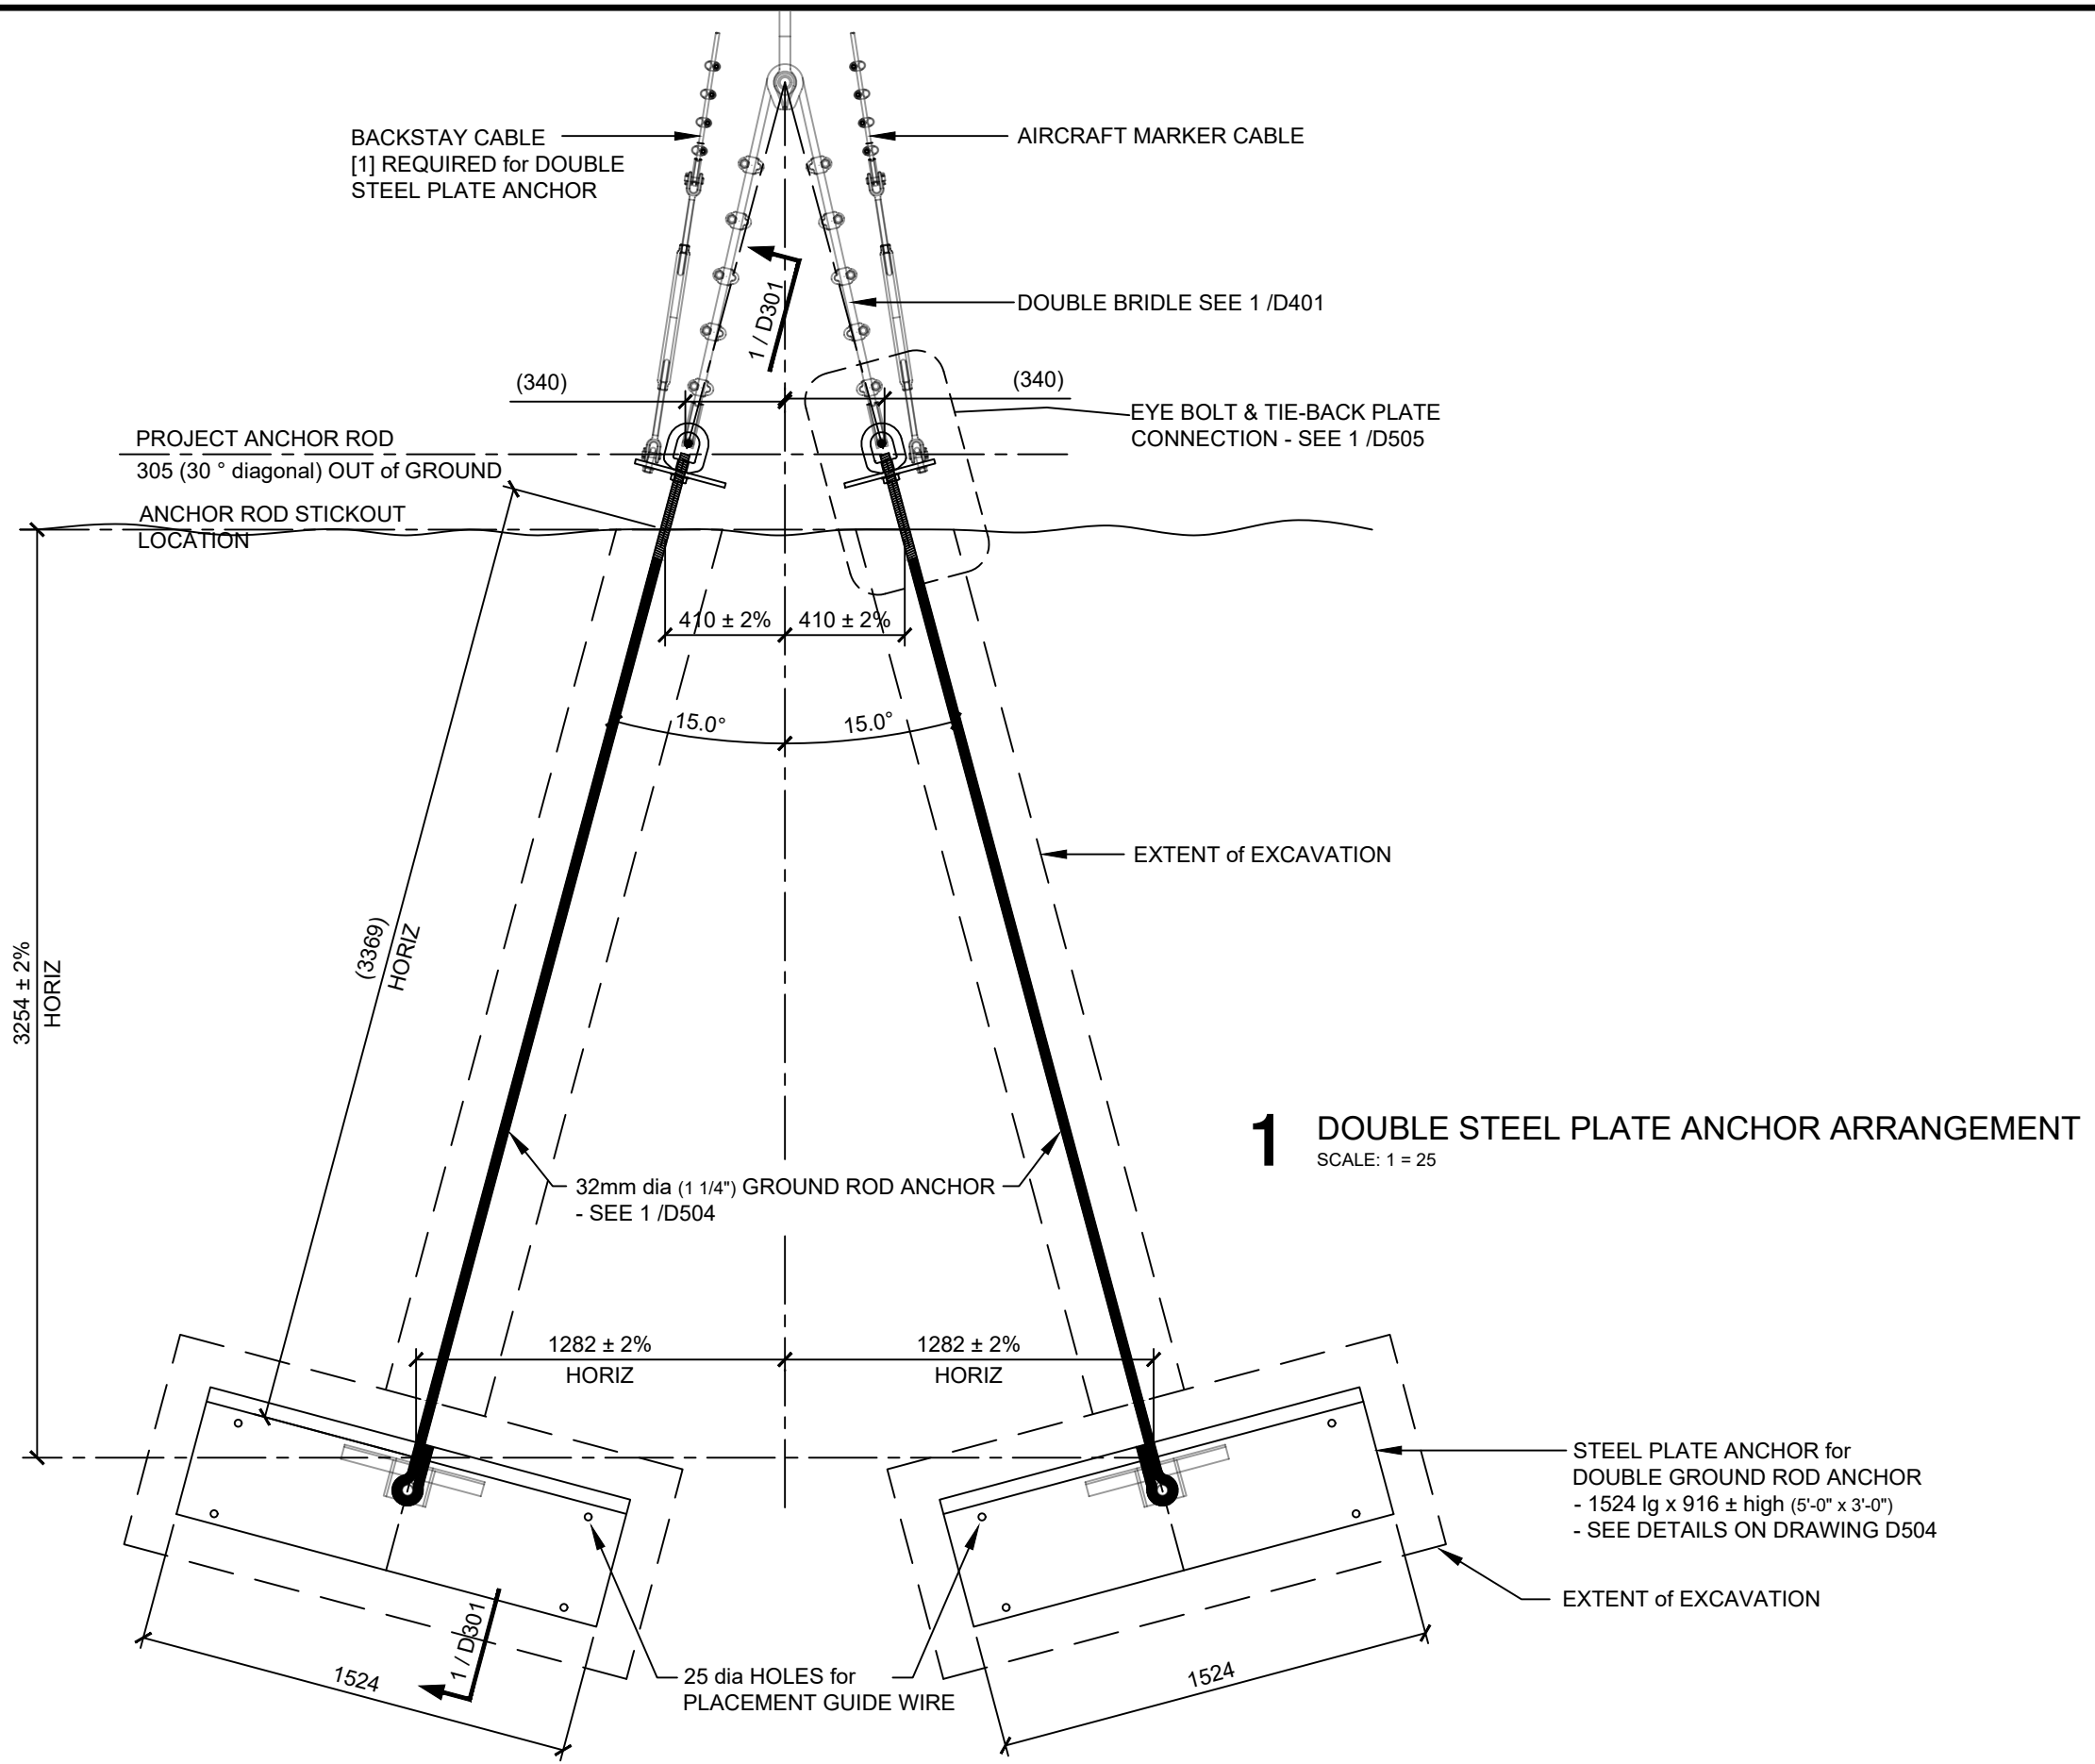 BACKSTAY CABLE
[1] REQUIRED for DOUBLE
STEEL PLATE ANCHOR
AIRCRAFT MARKER CABLE
1 / D301
DOUBLE BRIDLE SEE 1 /D401
(340)
(340)
EYE BOLT & TIE-BACK PLATE
CONNECTION - SEE 1 /D505
PROJECT ANCHOR ROD
305 (30 ° diagonal) OUT of GROUND
ANCHOR ROD STICKOUT
LOCATION
410 ± 2%
410 ± 2%
15.0°
15.0°
EXTENT of EXCAVATION
(3369)
HORIZ
3254 ± 2%
HORIZ
1 DOUBLE STEEL PLATE ANCHOR ARRANGEMENT
SCALE: 1 = 25
32mm dia (1 1/4") GROUND ROD ANCHOR
- SEE 1 /D504
1282 ± 2%
HORIZ
1282 ± 2%
HORIZ
STEEL PLATE ANCHOR for
DOUBLE GROUND ROD ANCHOR
- 1524 lg x 916 ± high (5'-0" x 3'-0")
- SEE DETAILS ON DRAWING D504
EXTENT of EXCAVATION
1 / D301
1524
25 dia HOLES for
PLACEMENT GUIDE WIRE
1524